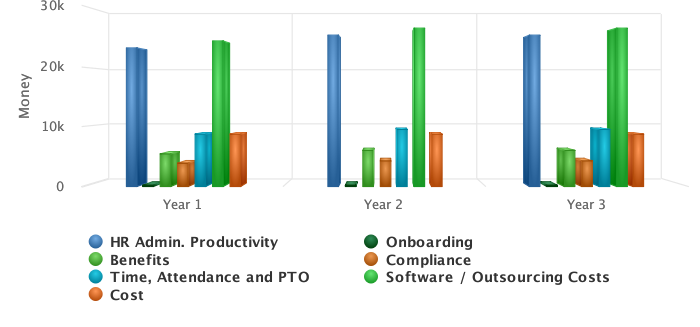 30k
20k
10k
0
Money
Year 1
Year 2
Year 3
HR Admin. Productivity
Onboarding
Benefits
Compliance
Time, Attendance and PTO
Software / Outsourcing Costs
Cost